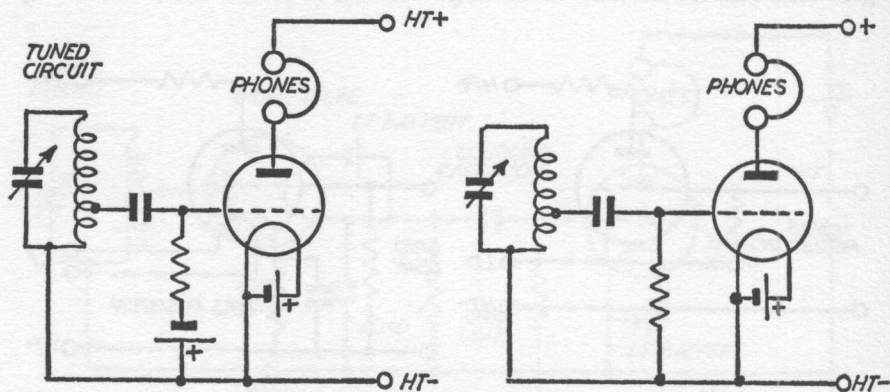 TUNED
CIRCUIT
HT+
PHONES
+
+
HT-
+
PHONES
+
HT-